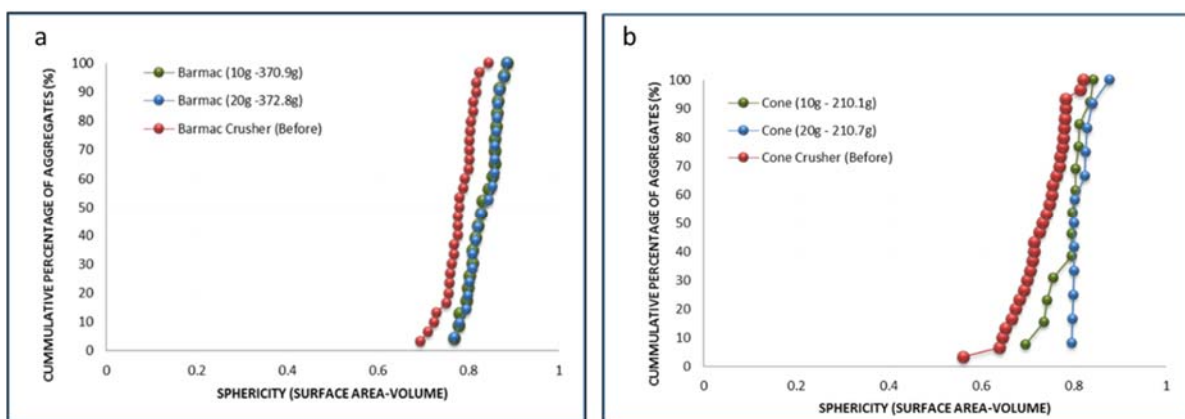 a
CUMMULATIVE PERCENTAGE OF AGGREGATES (%)
100
90
80
70
60
50
40
30
20
10
0
Barmac (10g -370.9g)
Barmac (20g -372.8g)
Barmac Crusher (Before)
0
0.2
0.4
0.6
0.8
1
SPHERICITY (SURFACE AREA-VOLUME)
b
CUMMULATIVE PERCENTAGE OF AGGREGATES (%)
100
90
80
70
60
50
40
30
20
10
0
Cone (10g - 210.1g)
Cone (20g - 210.7g)
Cone Crusher (Before)
0
0.2
0.4
0.6
0.8
1
SPHERICITY (SURFACE AREA-VOLUME)